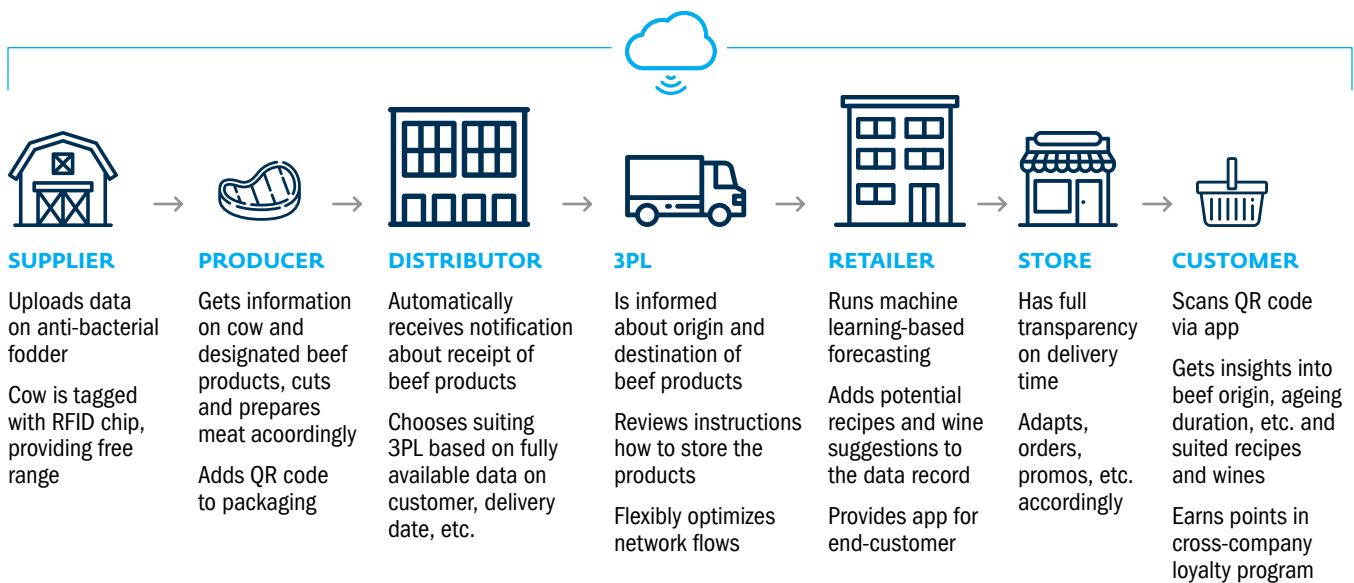 SUPPLIER
Uploads data
on anti-bacterial
fodder
Cow is tagged
with RFID chip,
providing free
range
PRODUCER
Gets information
on cow and
designated beef
products, cuts
and prepares
meat acoordingly
Adds QR code
to packaging
DISTRIBUTOR
Automatically
receives notification
about receipt of
beef products
Chooses suiting
3PL based on fully
available data on
customer, delivery
date, etc.
3PL
Is informed
about origin and
destination of
beef products
Reviews instructions
how to store the
products
Flexibly optimizes
network flows
RETAILER
Runs machine
learning-based
forecasting
Adds potential
recipes and wine
suggestions to
the data record
Provides app for
end-customer
STORE
Has full
transparency
on delivery
time
Adapts,
orders,
promos, etc.
accordingly
CUSTOMER
Scans QR code
via app
Gets insights into
beef origin, ageing
duration, etc. and
suited recipes
and wines
Earns points in
cross-company
loyalty program